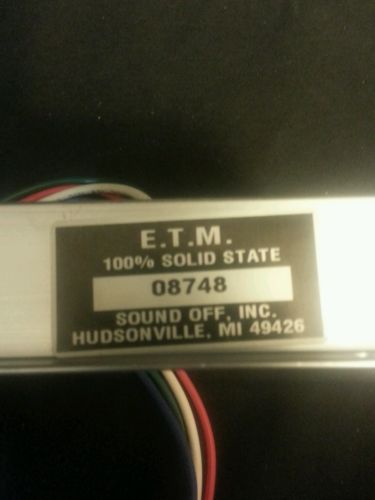 E.T.M.
100% SOLID STATE
08748
SOUND OFF, INC.
HUDSONVILLE, MI 49426